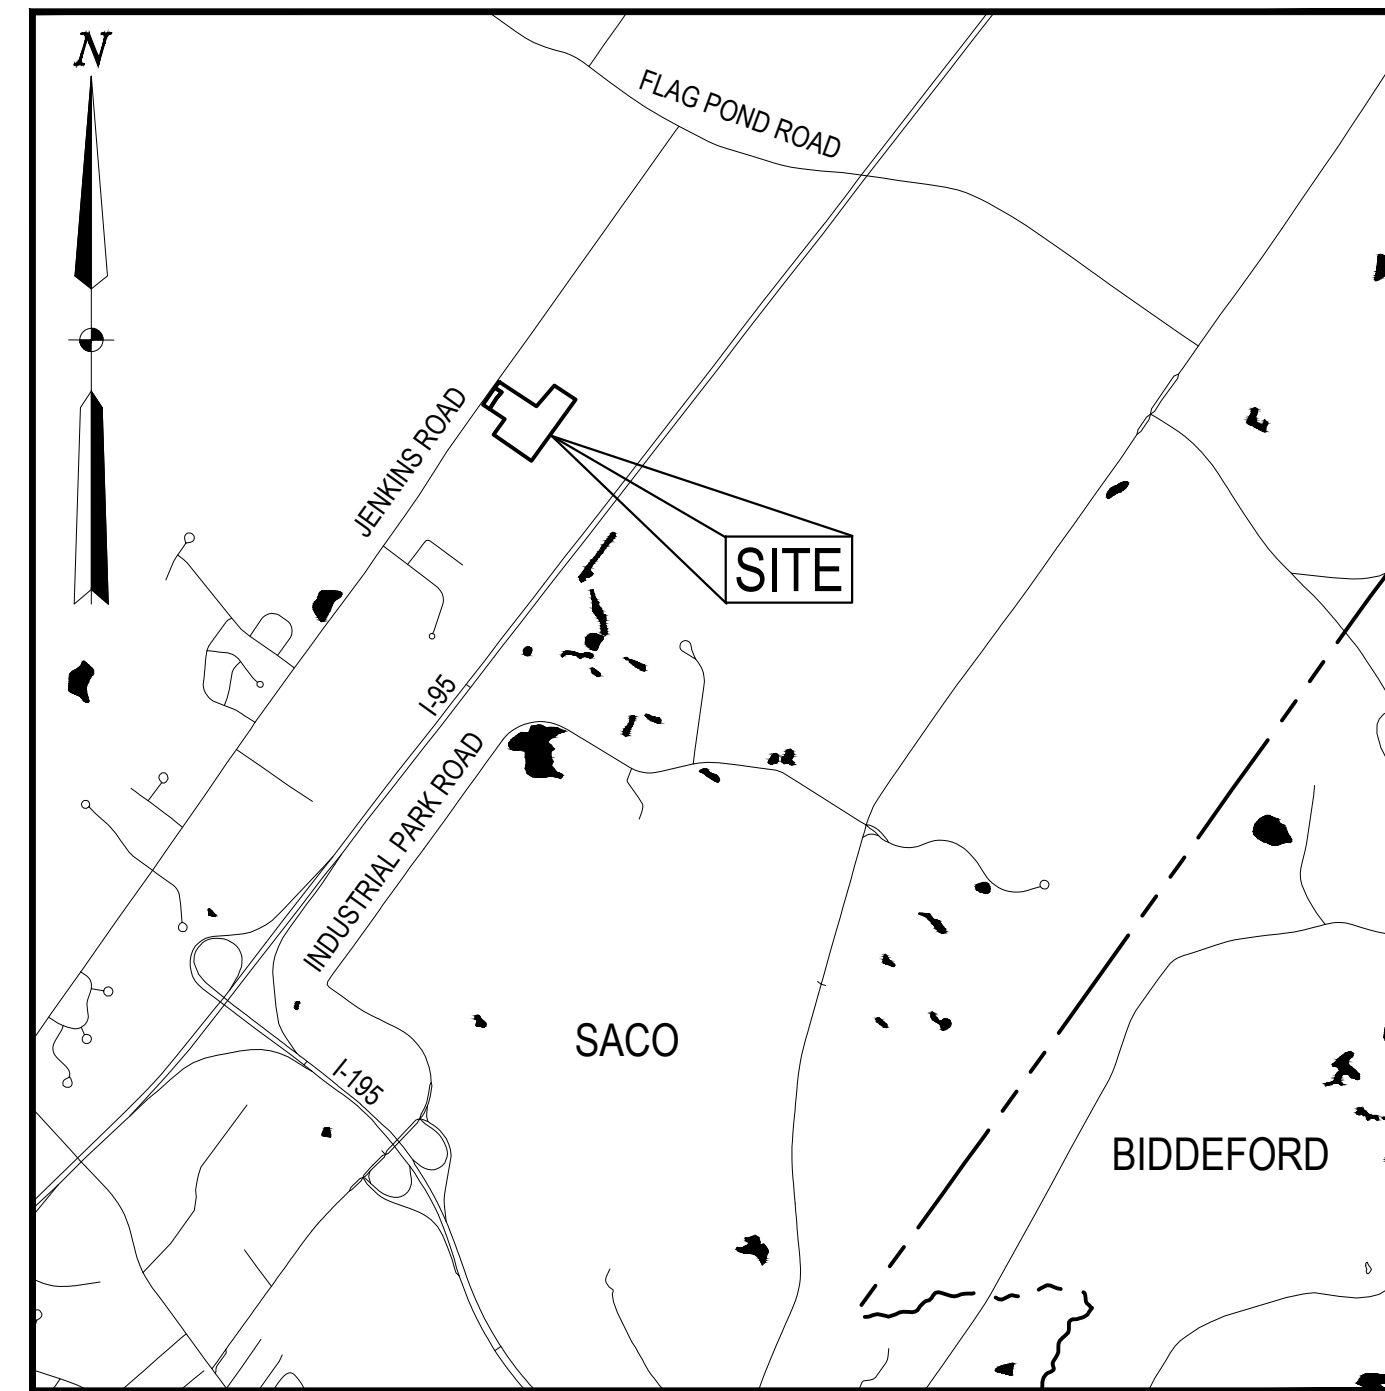 N
FLAG POND ROAD
JENKINS ROAD
SITE
I-95
INDUSTRIAL PARK ROAD
SACO
I-195
BIDDEFORD